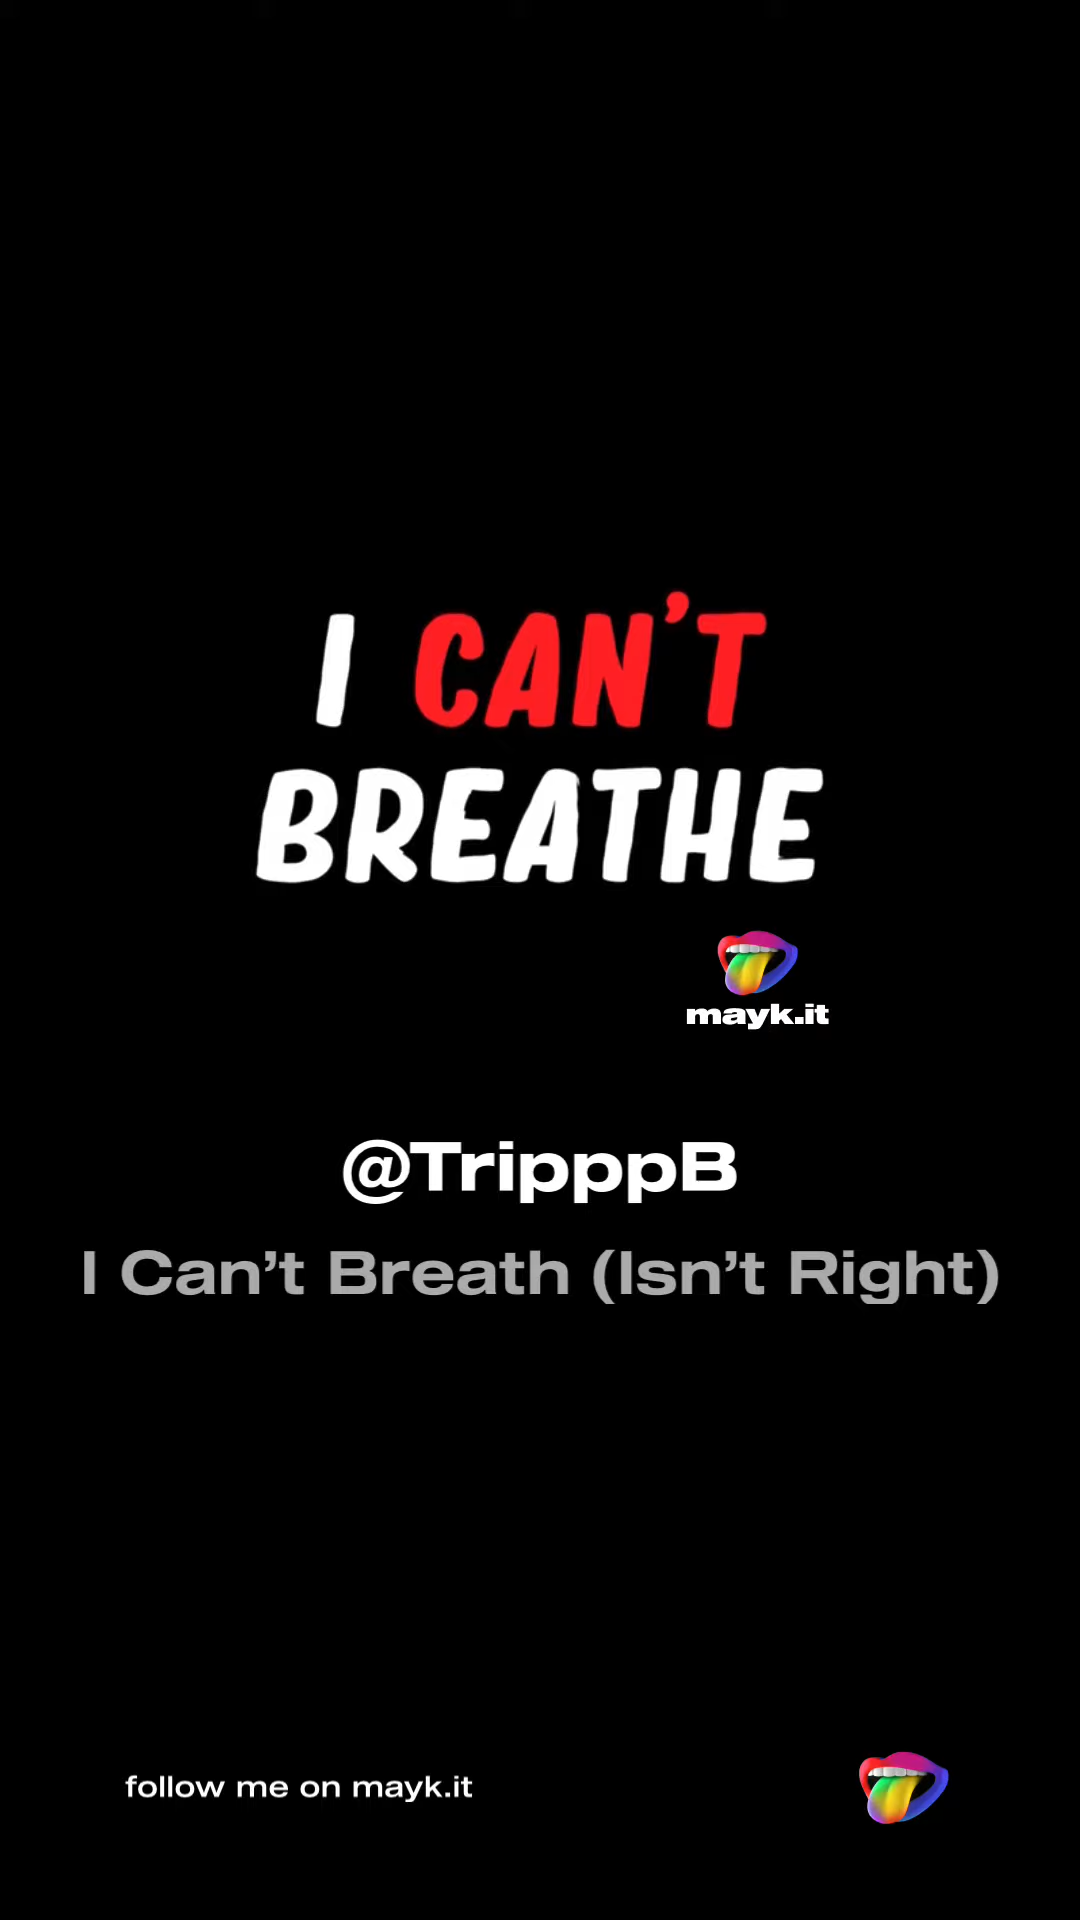 I CAN'T
BREATHE
mayk.it
@TripppB
I Can’t Breath (Isn’t Right)
follow me on mayk.it